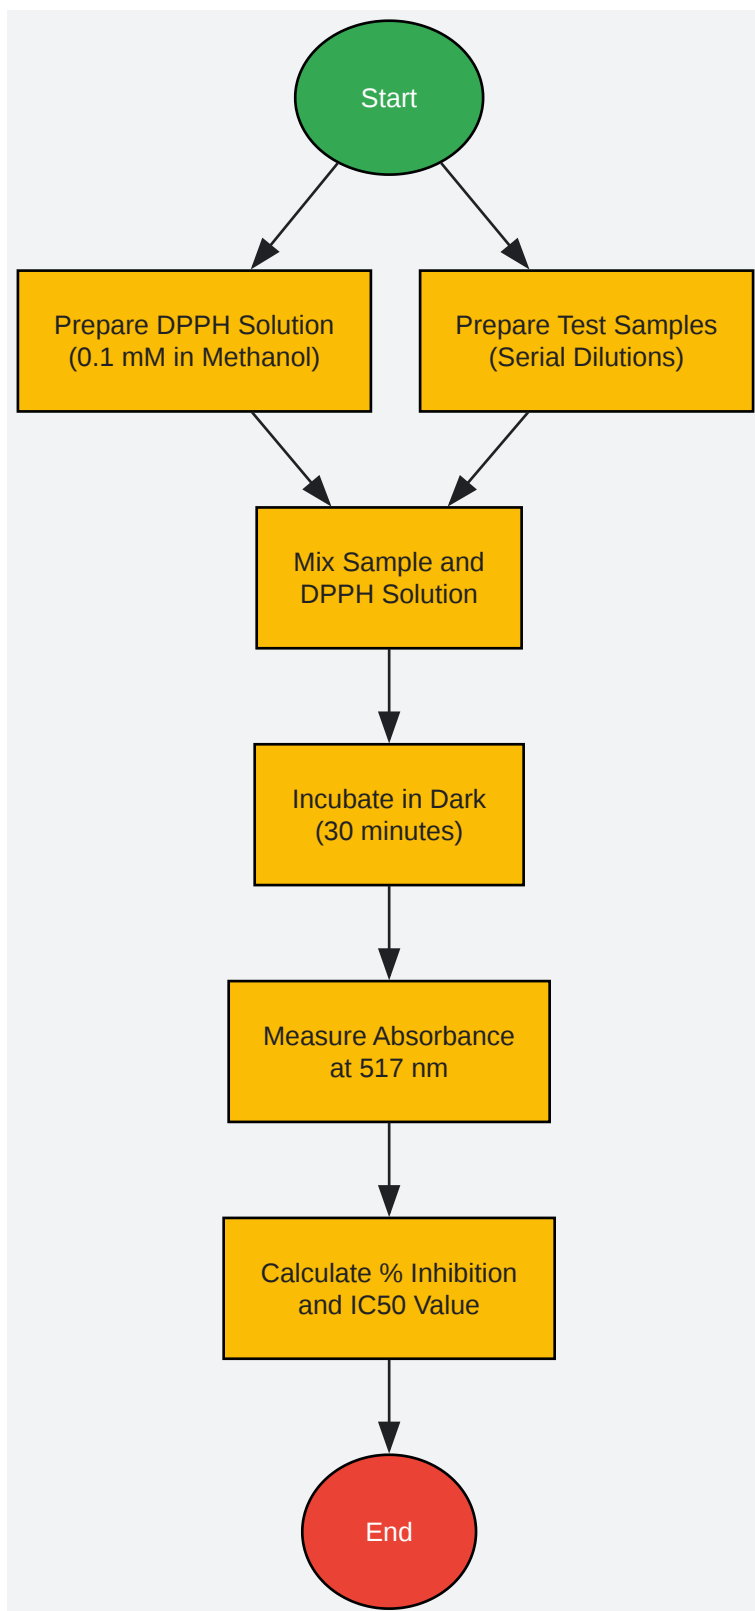 Start
Prepare DPPH Solution
(0.1 mM in Methanol)
Prepare Test Samples
(Serial Dilutions)
Mix Sample and
DPPH Solution
Incubate in Dark
(30 minutes)
Measure Absorbance
at 517 nm
Calculate % Inhibition
and IC50 Value
End